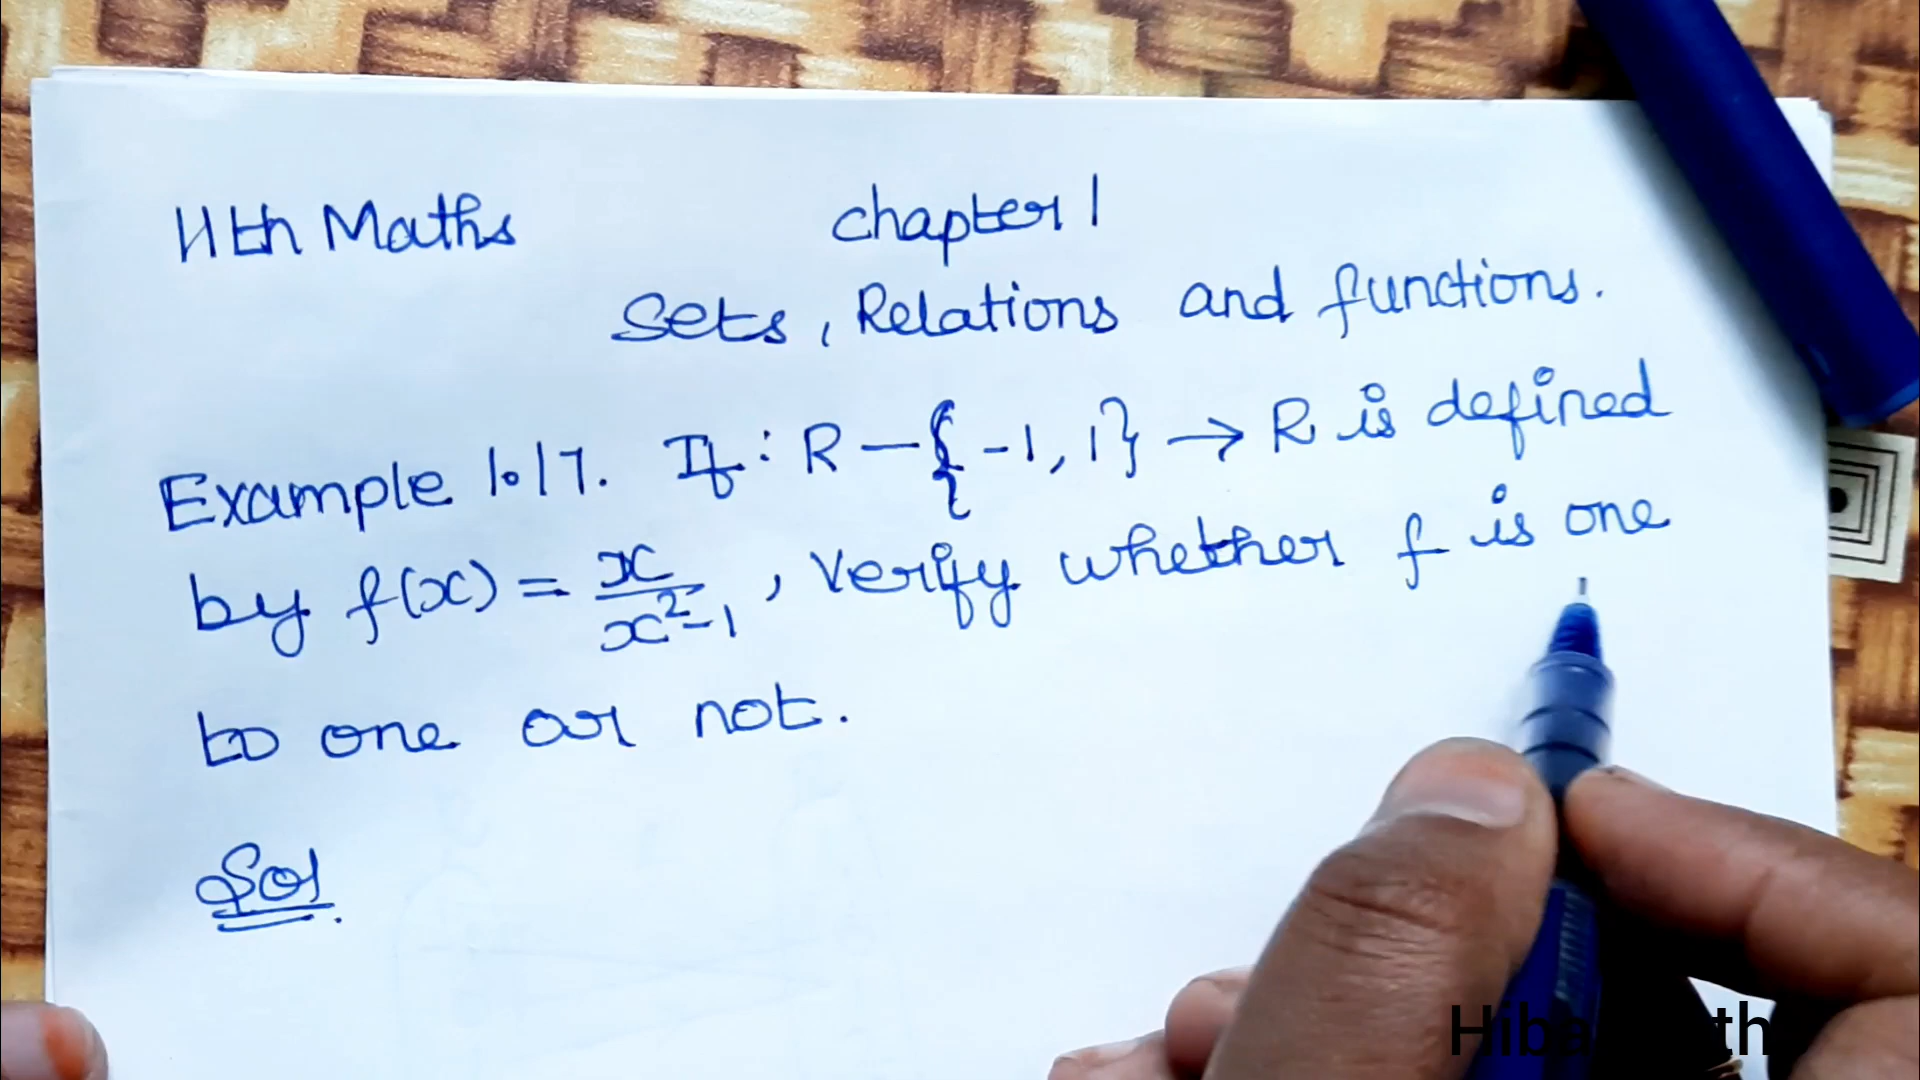 11th Maths chapter 1
Sets, Relations and functions.
Example 1.17. If : R - { -1, 1} → R is defined
by f(x) = x/x²-1 , Verify whether f is one
to one or not.
Sol